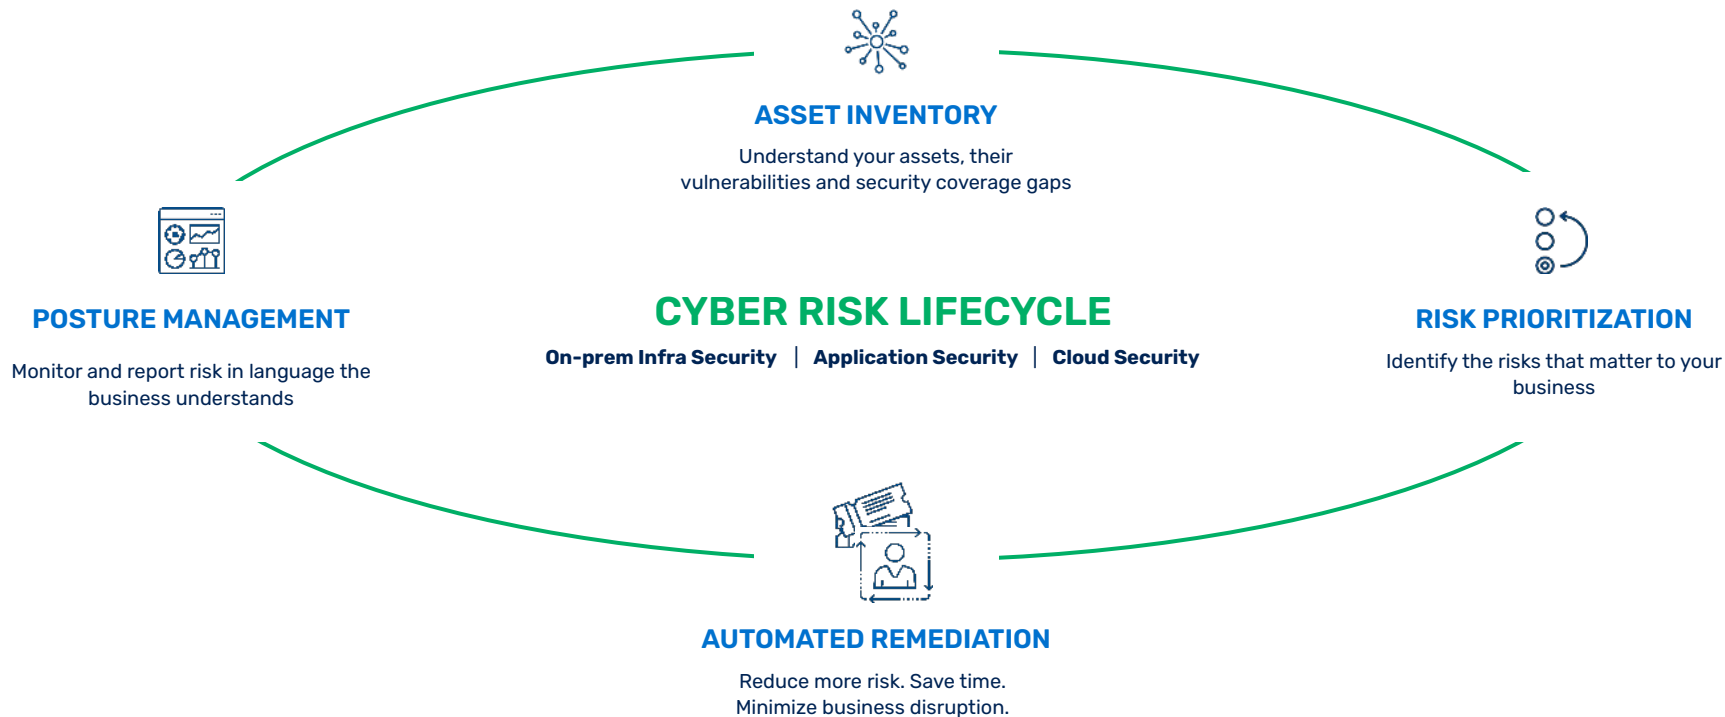 ASSET INVENTORY
Understand your assets, their
vulnerabilities and security coverage gaps
POSTURE MANAGEMENT
Monitor and report risk in language the
business understands
CYBER RISK LIFECYCLE
On-prem Infra Security | Application Security | Cloud Security
RISK PRIORITIZATION
Identify the risks that matter to your
business
AUTOMATED REMEDIATION
Reduce more risk. Save time.
Minimize business disruption.